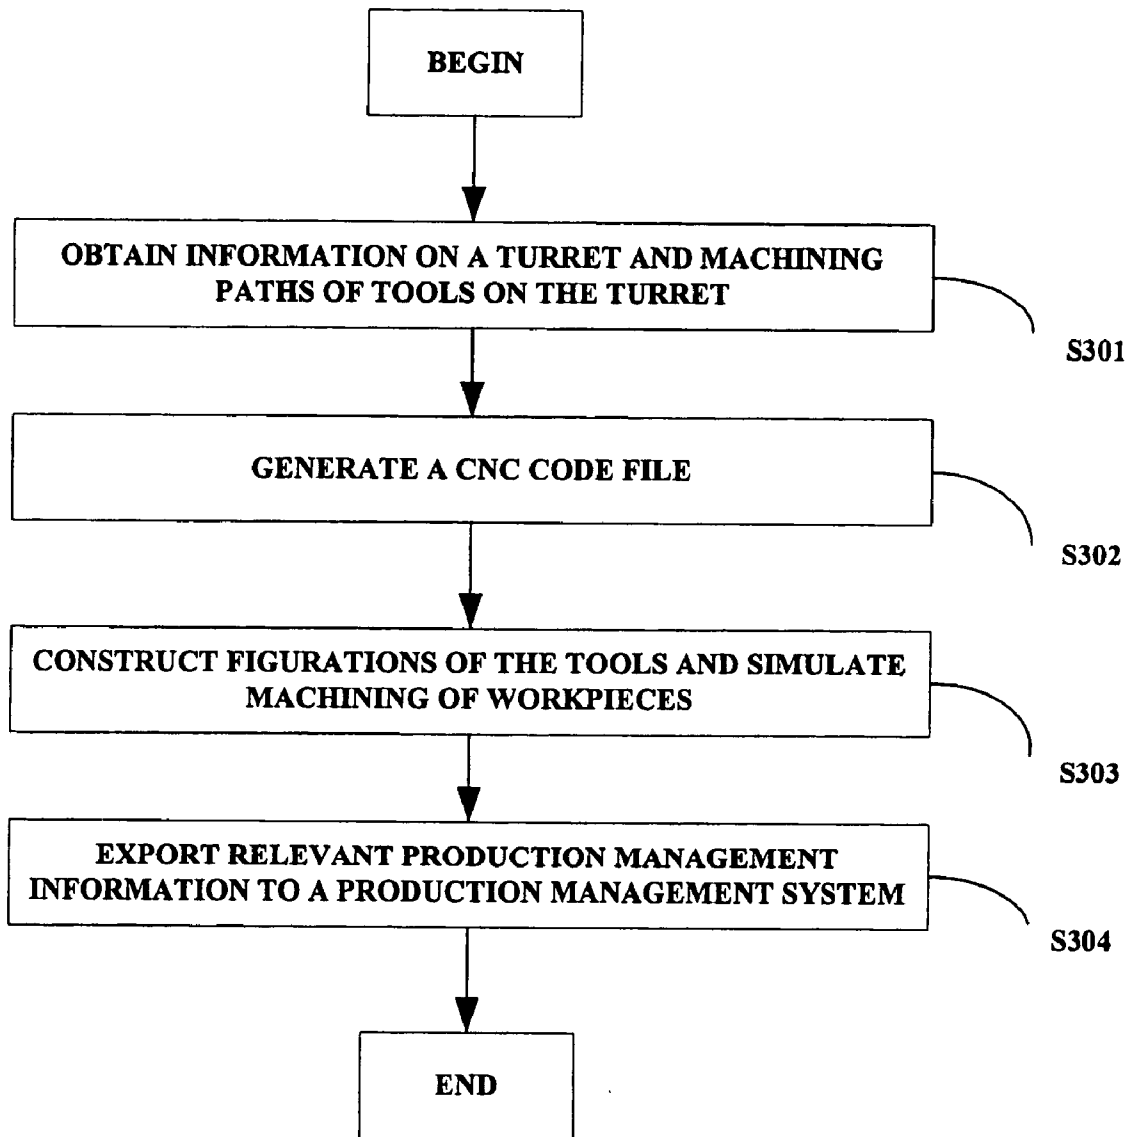 BEGIN
OBTAIN INFORMATION ON A TURRET AND MACHINING
PATHS OF TOOLS ON THE TURRET
S301
GENERATE A CNC CODE FILE
S302
CONSTRUCT FIGURATIONS OF THE TOOLS AND SIMULATE
MACHINING OF WORKPIECES
S303
EXPORT RELEVANT PRODUCTION MANAGEMENT
INFORMATION TO A PRODUCTION MANAGEMENT SYSTEM
S304
END